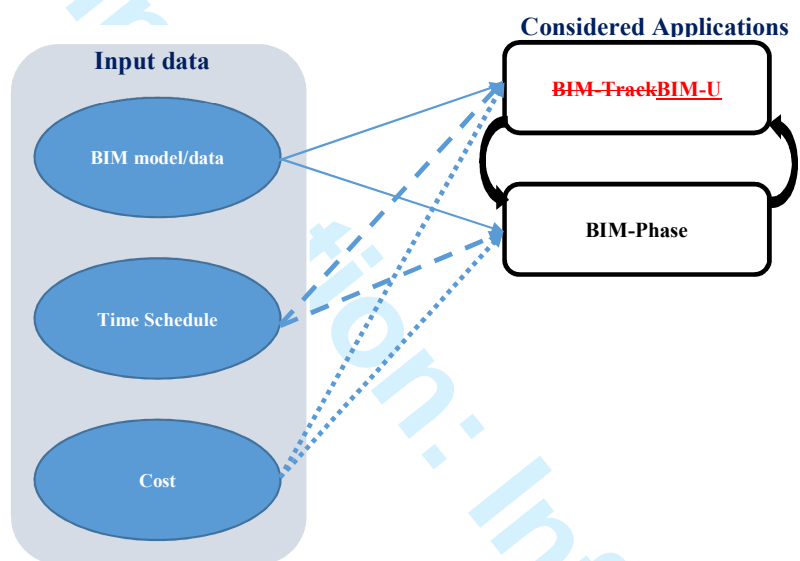 Considered Applications
Input data
BIM-TrackBIM-U
BIM model/data
BIM-Phase
Time Schedule
Cost